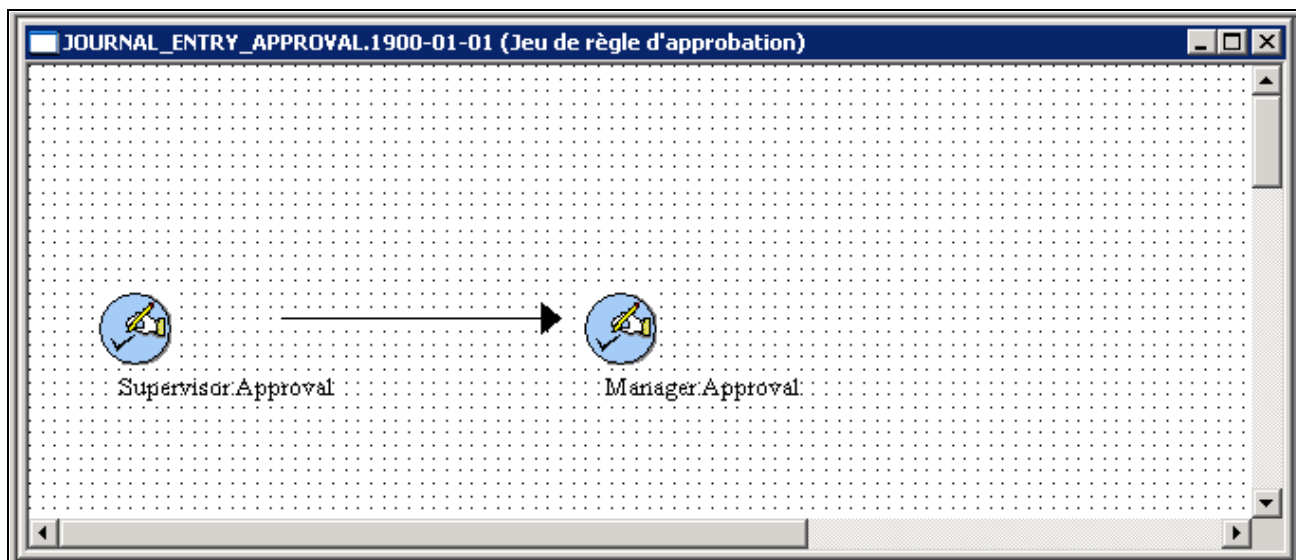 JOURNAL_ENTRY_APPROVAL.1900-01-01 (Jeu de règle d'approbation)
Supervisor Approval
Manager Approval